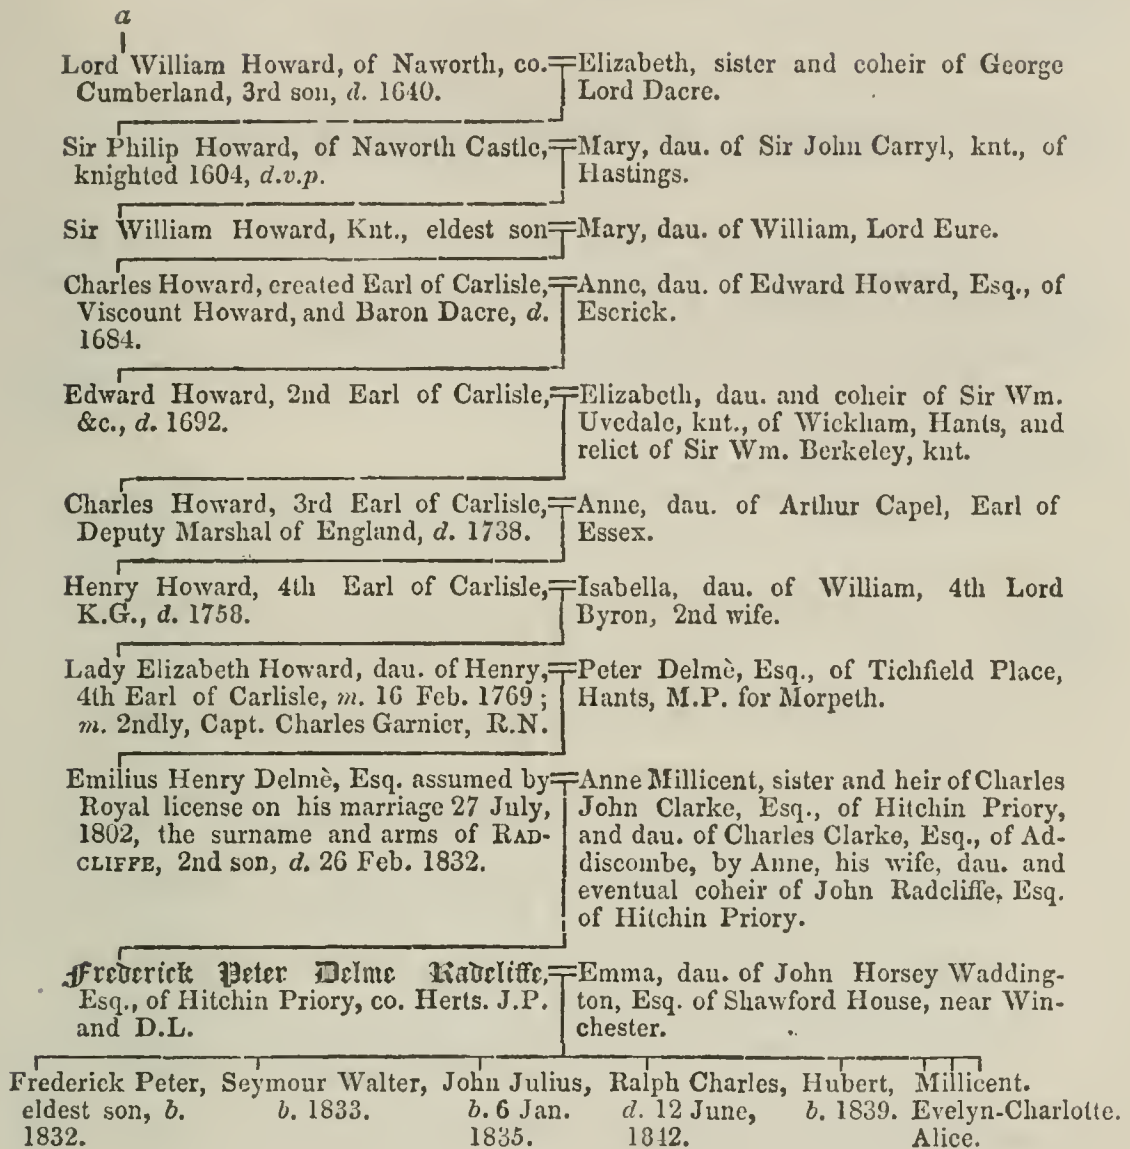 a
Lord William Howard, of Naworth, co. Cumberland, 3rd son, d. 1640.
Elizabeth, sister and coheir of George Lord Dacre.
Sir Philip Howard, of Naworth Castle, knighted 1604, d.v.p.
Mary, dau. of Sir John Carryl, knt., of Hastings.
Sir William Howard, Knt., eldest son
Mary, dau. of William, Lord Eure.
Charles Howard, created Earl of Carlisle,
Viscount Howard, and Baron Dacre, d.
1684.
Anne, dau. of Edward Howard, Esq., of
Escrick.
Edward Howard, 2nd Earl of Carlisle,
&c., d. 1692.
Elizabeth, dau. and coheir of Sir Wm.
Uvedale, knt., of Wickham, Hants, and
relict of Sir Wm. Berkeley, knt.
Charles Howard, 3rd Earl of Carlisle,
Deputy Marshal of England, d. 1738.
Anne, dau. of Arthur Capel, Earl of
Essex.
Henry Howard, 4th Earl of Carlisle,
K.G., d. 1758.
Isabella, dau. of William, 4th Lord
Byron, 2nd wife.
Lady Elizabeth Howard, dau. of Henry,
4th Earl of Carlisle, m. 16 Feb. 1769;
m. 2ndly, Capt. Charles Garnier, R.N.
Peter Delmè, Esq., of Tichfield Place,
Hants, M.P. for Morpeth.
Emilius Henry Delmè, Esq. assumed by
Royal license on his marriage 27 July,
1802, the surname and arms of RAD-
CLIFFE, 2nd son, d. 26 Feb. 1832.
Anne Millicent, sister and heir of Charles
John Clarke, Esq., of Hitchin Priory,
and dau. of Charles Clarke, Esq., of Ad-
discombe, by Anne, his wife, dau. and
eventual coheir of John Radcliffe, Esq.
of Hitchin Priory.
Frederick Peter Delme Radcliffe,
Esq., of Hitchin Priory, co. Herts. J.P.
and D.L.
Emma, dau. of John Horsey Wadding-
ton, Esq. of Shawford House, near Win-
chester.
Frederick Peter,
eldest son, b.
1832.
Seymour Walter,
b. 1833.
John Julius,
b. 6 Jan.
1835.
Ralph Charles,
d. 12 June,
1842.
Hubert,
b. 1839.
Millicent.
Evelyn-Charlotte.
Alice.